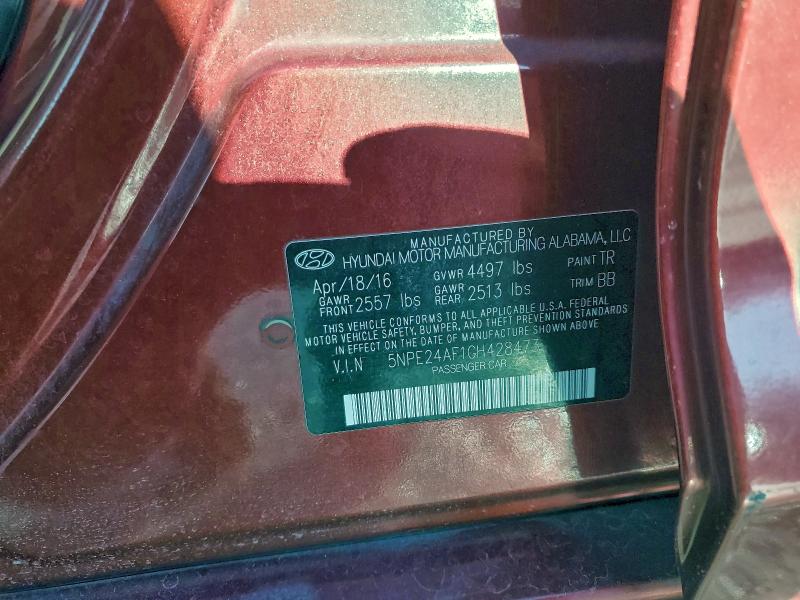 MANUFACTURED BY
HYUNDAI MOTOR MANUFACTURING ALABAMA, LLC
Apr/18/16 GVWR 4497 lbs PAINT TR
GAWR FRONT 2557 lbs GAWR REAR 2513 lbs TRIM BB
THIS VEHICLE CONFORMS TO ALL APPLICABLE U.S.A. FEDERAL
MOTOR VEHICLE SAFETY, BUMPER, AND THEFT PREVENTION STANDARDS
IN EFFECT ON THE DATE OF MANUFACTURE SHOWN ABOVE
V.I.N
PASSENGER CAR